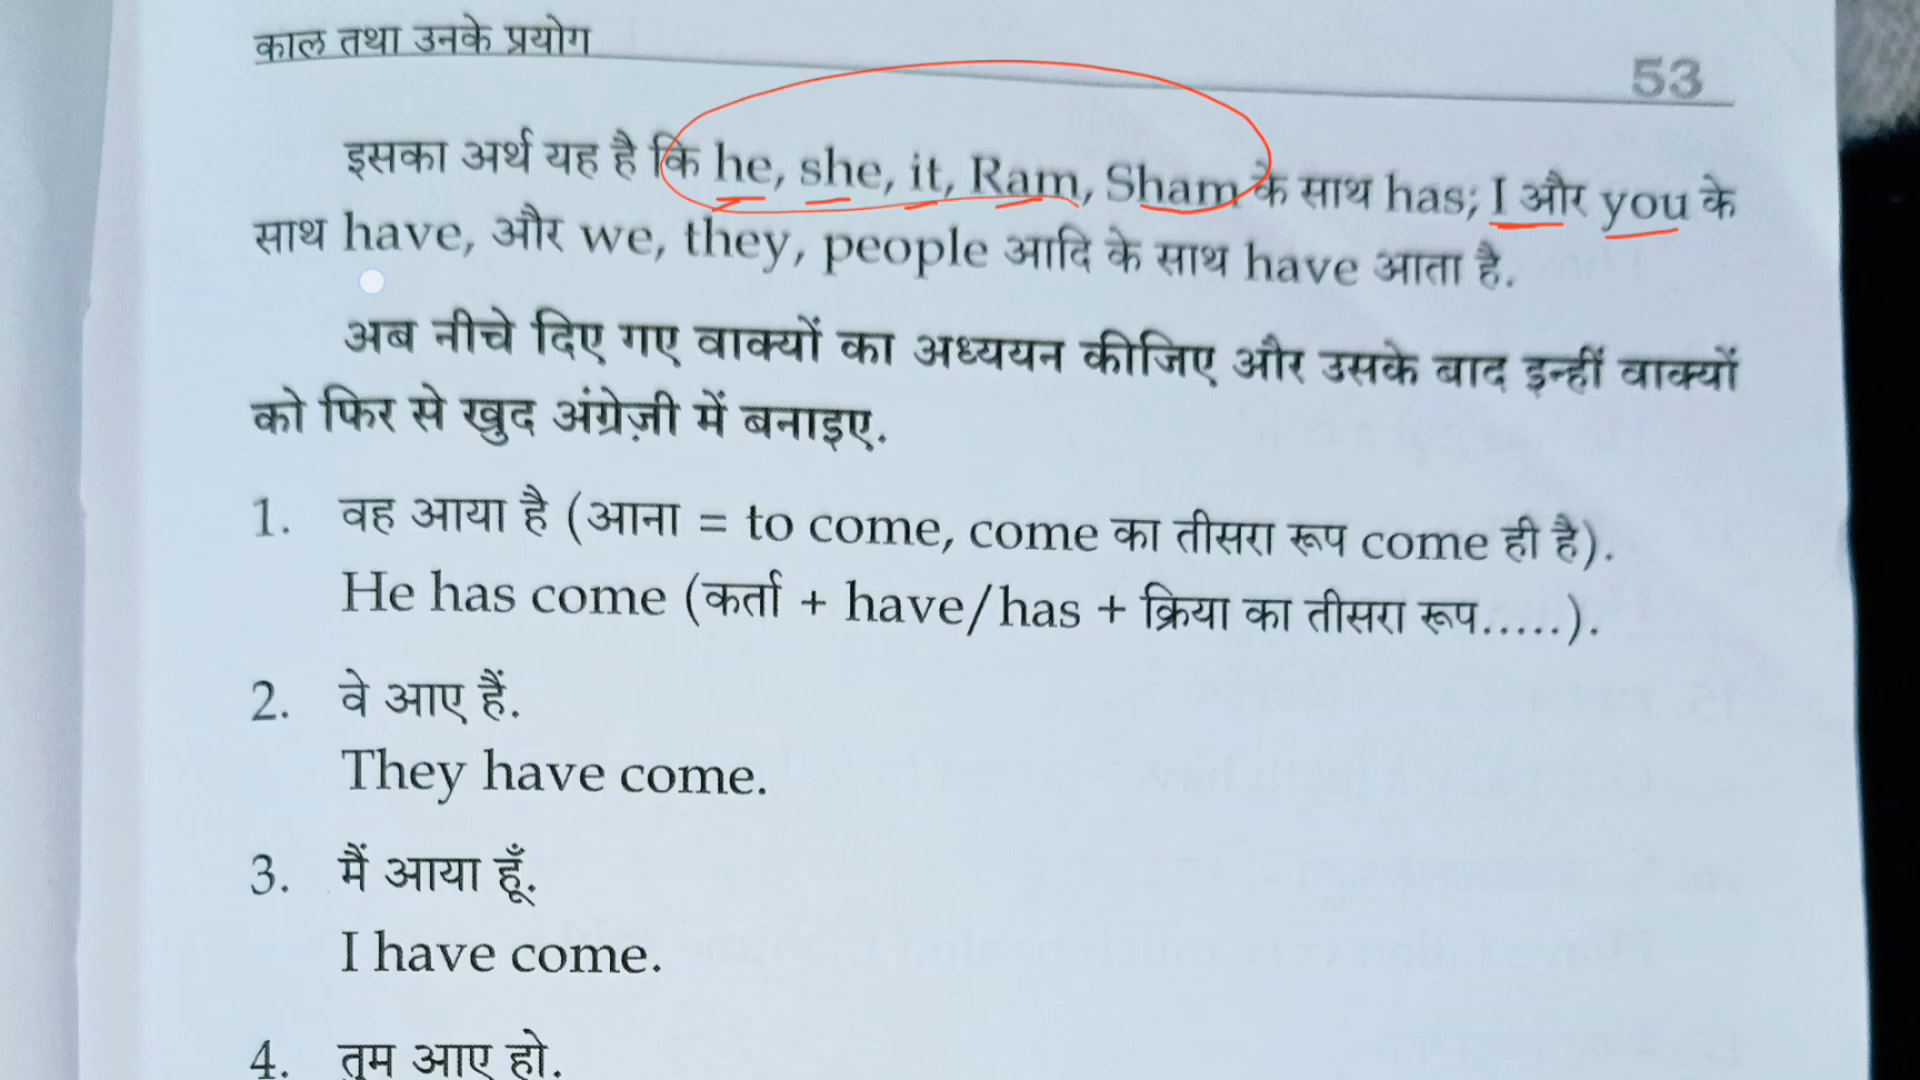 काल तथा उनके प्रयोग
53
इसका अर्थ यह है कि he, she, it, Ram, Sham के साथ has; I और you के
साथ have, और we, they, people आदि के साथ have आता है.
अब नीचे दिए गए वाक्यों का अध्ययन कीजिए और उसके बाद इन्हीं वाक्यों
को फिर से खुद अंग्रेज़ी में बनाइए.
1. वह आया है (आना = to come, come का तीसरा रूप come ही है).
He has come (कर्ता + have/has + क्रिया का तीसरा रूप.....).
2. वे आए हैं.
They have come.
3. मैं आया हूँ.
I have come.
4. तुम आए हो.